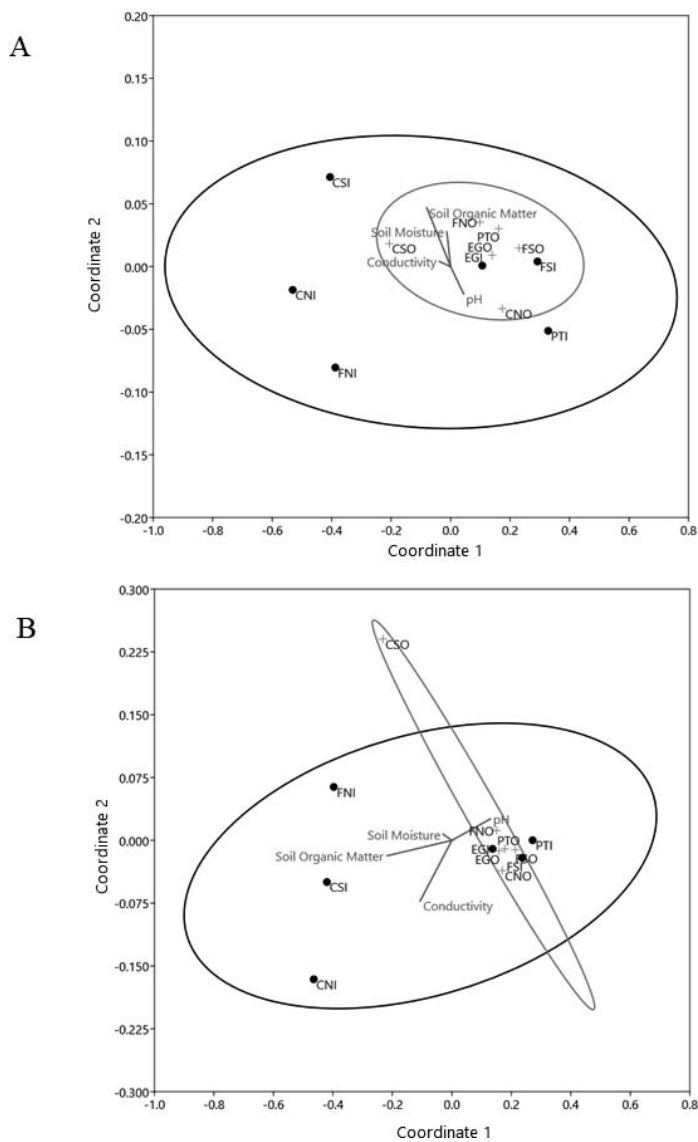 A
0.20
0.15
0.10
0.05
0.00
-0.05
-0.10
-0.15
-0.20
Coordinate 2
CSI
CNI
FNI
CSO
Soil Organic Matter
FNO
Soil Moisture
PTO
EGO
FSO
Conductivity
EGI
FSI
pH
CNO
PTI
-1.0 -0.8 -0.6 -0.4 -0.2 0.0 0.2 0.4 0.6 0.8
Coordinate 1
B
0.300
0.225
0.150
0.075
0.000
-0.075
-0.150
-0.225
-0.300
Coordinate 2
CSO
FNI
pH
FNO
Soil Moisture
PTO
PTI
EGI
Soil Organic Matter
EGO
FSI
CNO
CSI
Conductivity
CNI
-1.0 -0.8 -0.6 -0.4 -0.2 0.0 0.2 0.4 0.6 0.8
Coordinate 1